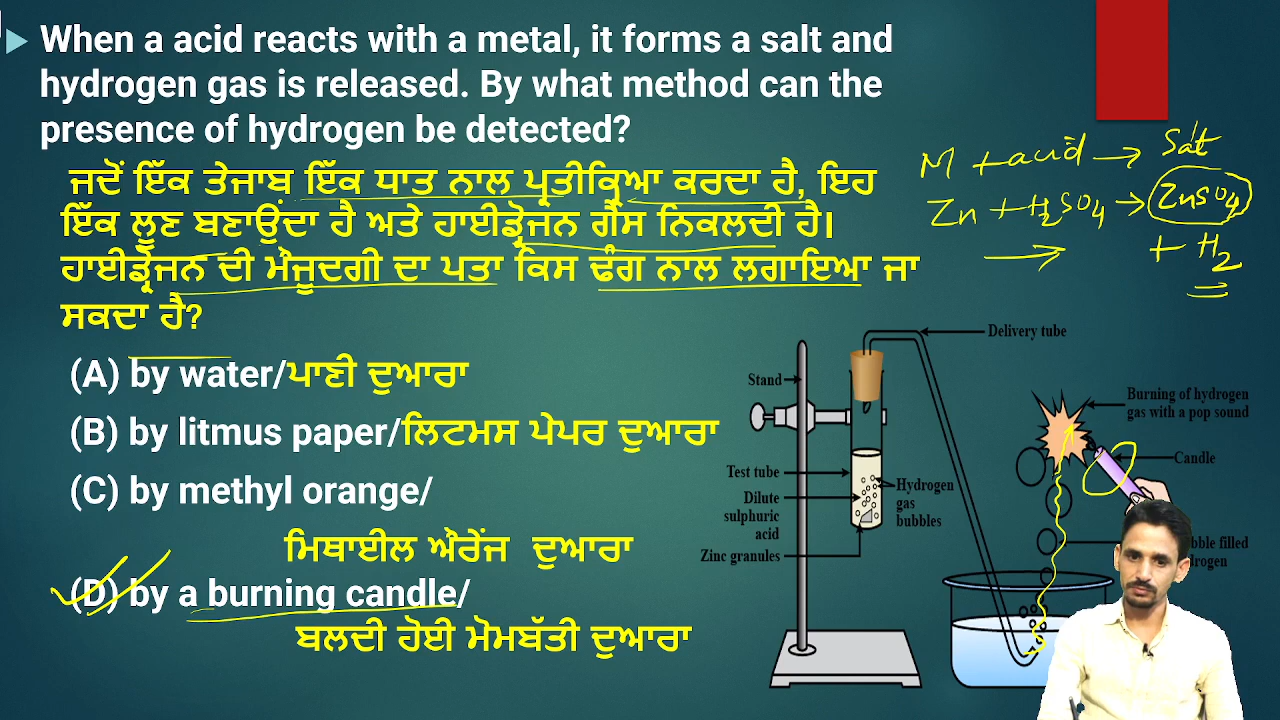 When a acid reacts with a metal, it forms a salt and
hydrogen gas is released. By what method can the
presence of hydrogen be detected?
ਜਦੋਂ ਇੱਕ ਤੇਜਾਬ ਇੱਕ ਧਾਤ ਨਾਲ ਪ੍ਰਤੀਕ੍ਰਿਆ ਕਰਦਾ ਹੈ, ਇਹ
ਇੱਕ ਲੂਣ ਬਣਾਉਂਦਾ ਹੈ ਅਤੇ ਹਾਈਡ੍ਰੋਜਨ ਗੈਸ ਨਿਕਲਦੀ ਹੈ।
ਹਾਈਡ੍ਰੋਜਨ ਦੀ ਮੌਜੂਦਗੀ ਦਾ ਪਤਾ ਕਿਸ ਢੰਗ ਨਾਲ ਲਗਾਇਆ ਜਾ
ਸਕਦਾ ਹੈ?
(A) by water/ਪਾਣੀ ਦੁਆਰਾ
(B) by litmus paper/ਲਿਟਮਸ ਪੇਪਰ ਦੁਆਰਾ
(C) by methyl orange/
ਮਿਥਾਈਲ ਔਰੇਂਜ ਦੁਆਰਾ
(D) by a burning candle/
ਬਲਦੀ ਹੋਈ ਮੋਮਬੱਤੀ ਦੁਆਰਾ
M + acid → Salt
Zn + H₂SO₄ → ZnSO₄
+ H₂
Delivery tube
Stand
Burning of hydrogen
gas with a pop sound
Candle
Test tube
Hydrogen
gas
bubbles
Dilute
sulphuric
acid
Zinc granules
filled